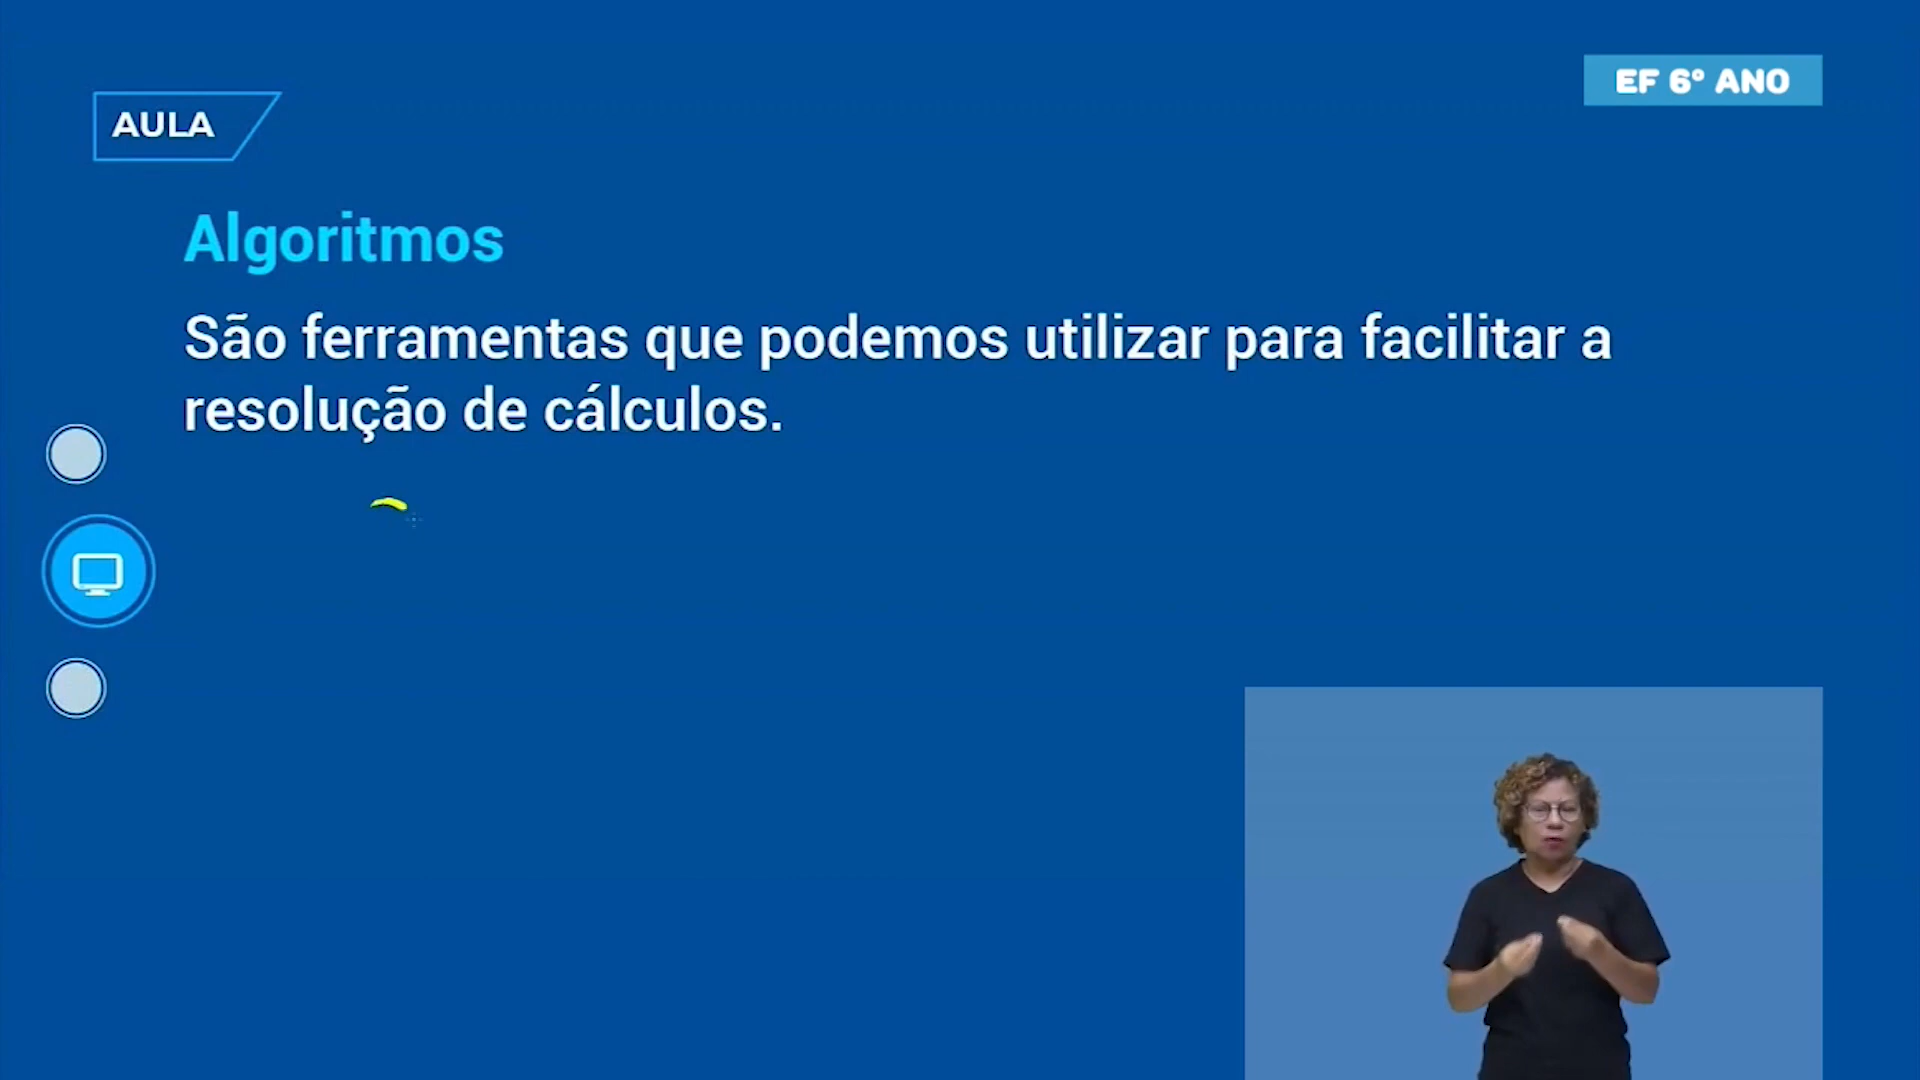 EF 6º ANO
AULA
Algoritmos
São ferramentas que podemos utilizar para facilitar a
resolução de cálculos.